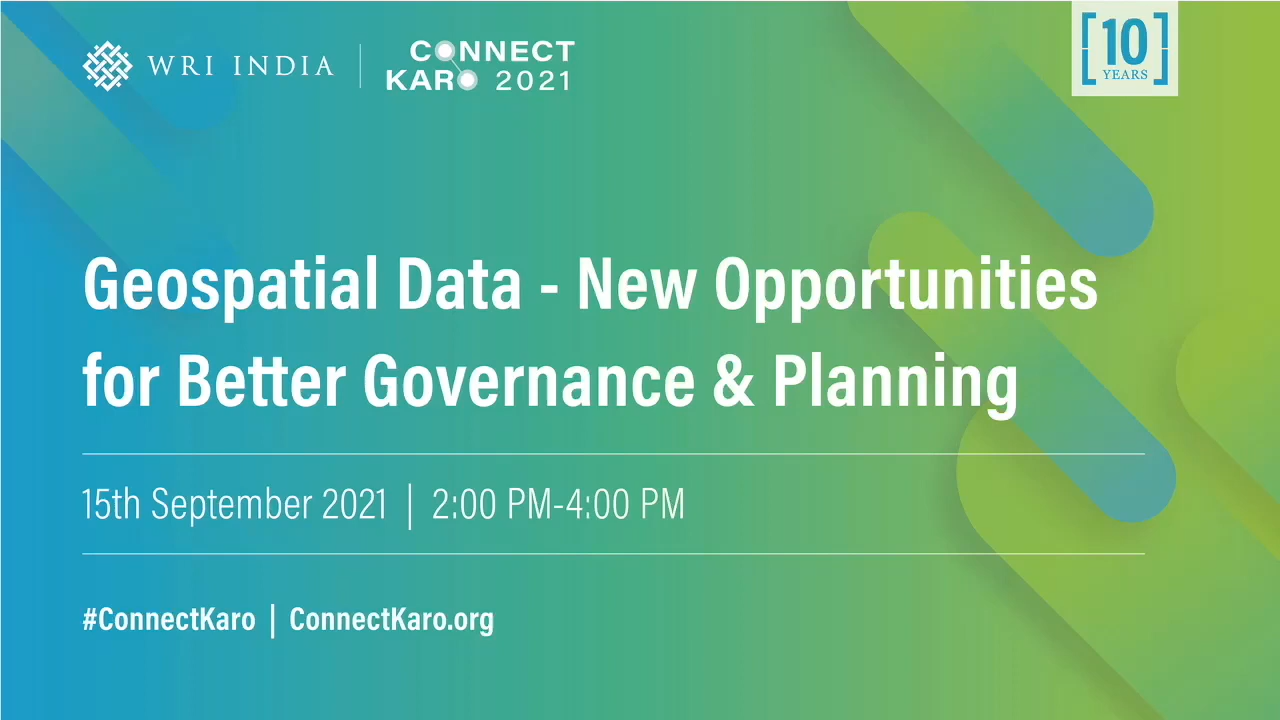 WRI INDIA
CONNECT
KARO 2021
10
YEARS
Geospatial Data - New Opportunities
for Better Governance & Planning
15th September 2021 | 2:00 PM-4:00 PM
#ConnectKaro | ConnectKaro.org